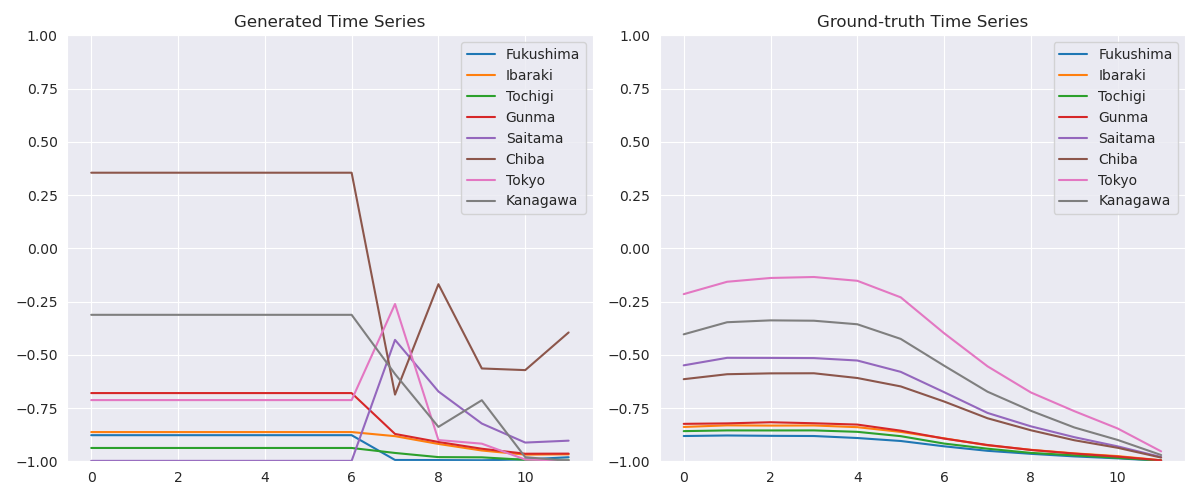 Generated Time Series
1.00
0.75
0.50
0.25
0.00
−0.25
−0.50
−0.75
−1.00
0 2 4 6 8 10
Fukushima
Ibaraki
Tochigi
Gunma
Saitama
Chiba
Tokyo
Kanagawa
Ground-truth Time Series
1.00
0.75
0.50
0.25
0.00
−0.25
−0.50
−0.75
−1.00
0 2 4 6 8 10
Fukushima
Ibaraki
Tochigi
Gunma
Saitama
Chiba
Tokyo
Kanagawa